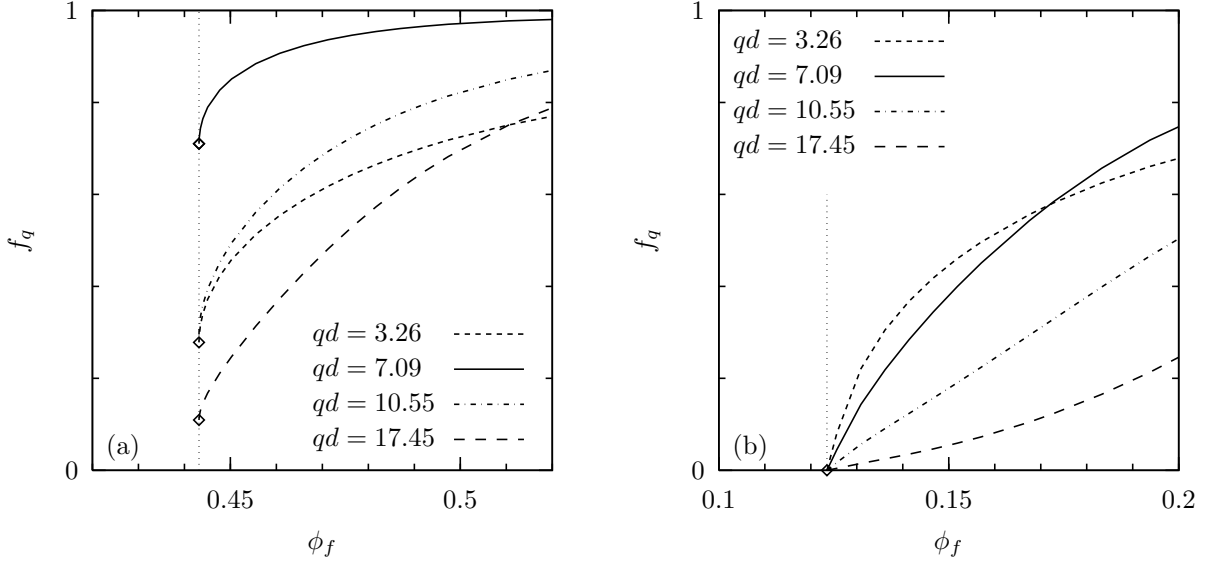 1
f_q
0
0.45
0.5
ϕ_f
(a)
qd = 3.26
qd = 7.09
qd = 10.55
qd = 17.45
1
f_q
0
0.1
0.15
0.2
ϕ_f
(b)
qd = 3.26
qd = 7.09
qd = 10.55
qd = 17.45